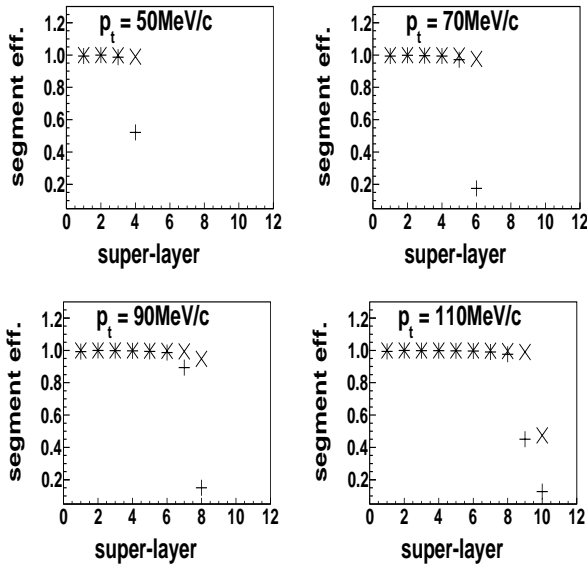 p_t = 50MeV/c
segment eff.
1.2
1.0
0.8
0.6
0.4
0.2
0 2 4 6 8 10 12
super-layer
p_t = 70MeV/c
segment eff.
1.2
1.0
0.8
0.6
0.4
0.2
0 2 4 6 8 10 12
super-layer
p_t = 90MeV/c
segment eff.
1.2
1.0
0.8
0.6
0.4
0.2
0 2 4 6 8 10 12
super-layer
p_t = 110MeV/c
segment eff.
1.2
1.0
0.8
0.6
0.4
0.2
0 2 4 6 8 10 12
super-layer